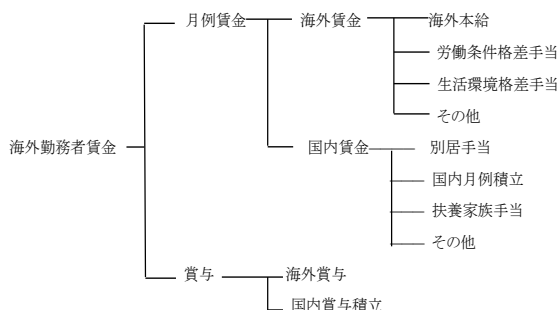 月例賃金
海外賃金
海外本給
労働条件格差手当
生活環境格差手当
その他
海外勤務者賃金
国内賃金
別居手当
国内月例積立
扶養家族手当
その他
賞与
海外賞与
国内賞与積立